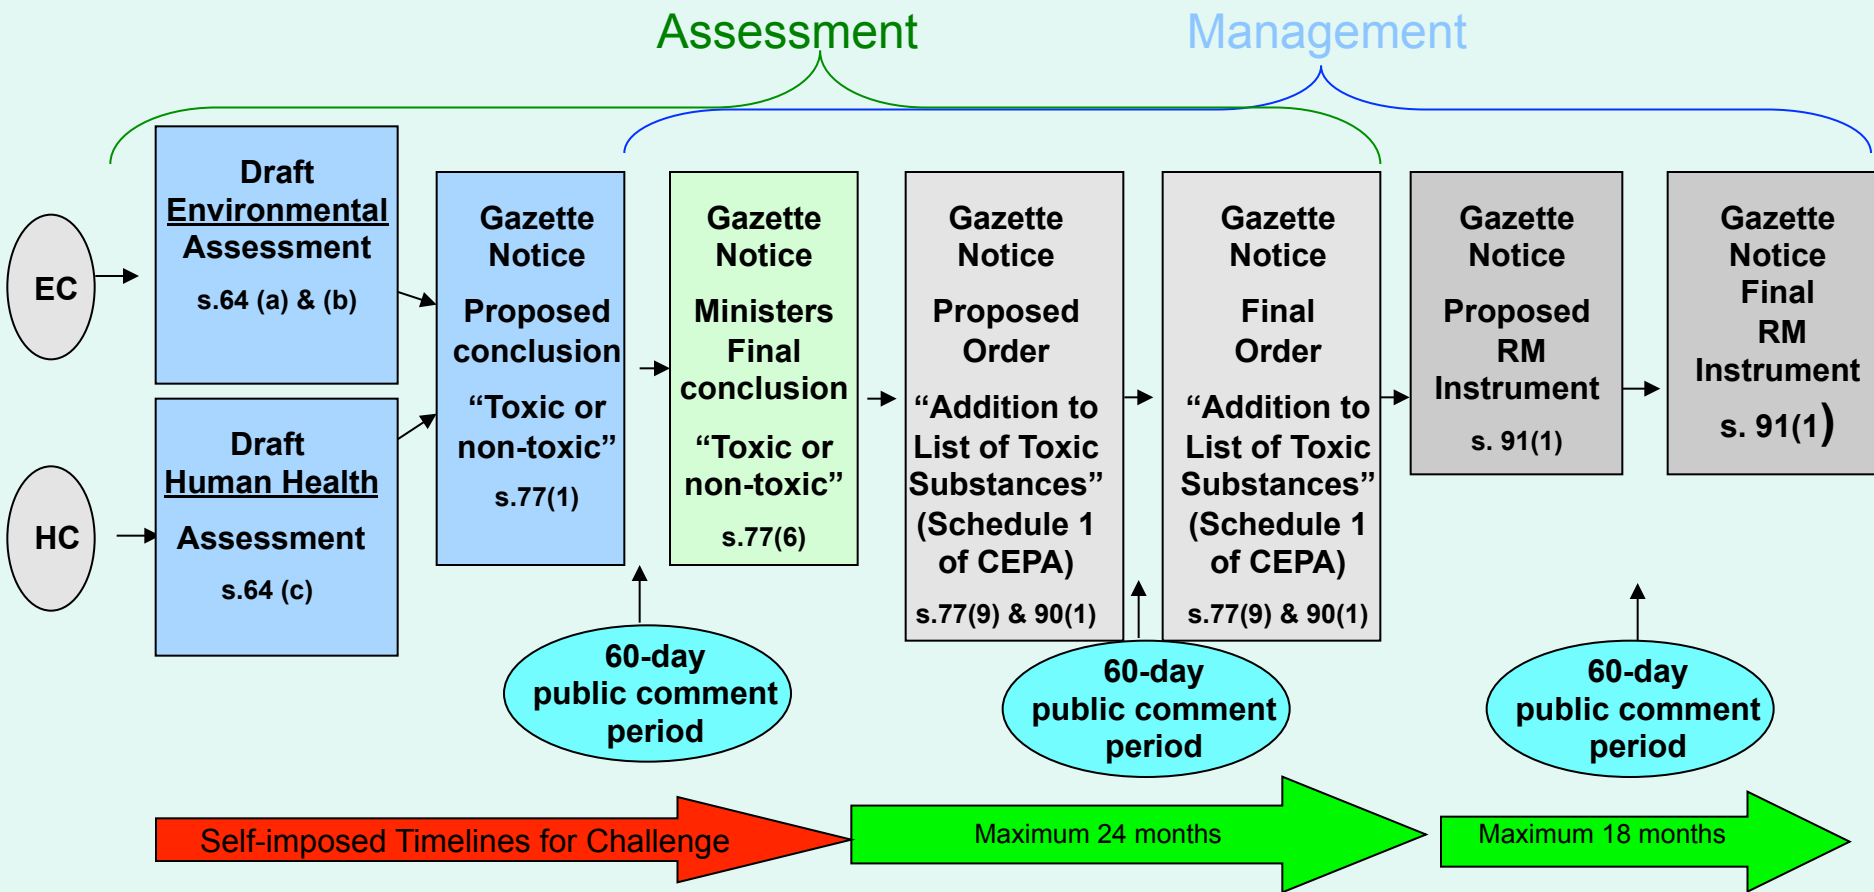 Assessment
Management
EC
Draft
Environmental
Assessment
s.64 (a) & (b)
HC
Draft
Human Health
Assessment
s.64 (c)
Gazette
Notice
Proposed
conclusion
“Toxic or
non-toxic”
s.77(1)
Gazette
Notice
Ministers
Final
conclusion
“Toxic or
non-toxic”
s.77(6)
Gazette
Notice
Proposed
Order
“Addition to
List of Toxic
Substances”
(Schedule 1
of CEPA)
s.77(9) & 90(1)
Gazette
Notice
Final
Order
“Addition to
List of Toxic
Substances”
(Schedule 1
of CEPA)
s.77(9) & 90(1)
Gazette
Notice
Proposed
RM
Instrument
s. 91(1)
Gazette
Notice
Final
RM
Instrument
s. 91(1)
60-day
public comment
period
60-day
public comment
period
60-day
public comment
period
Self-imposed Timelines for Challenge
Maximum 24 months
Maximum 18 months